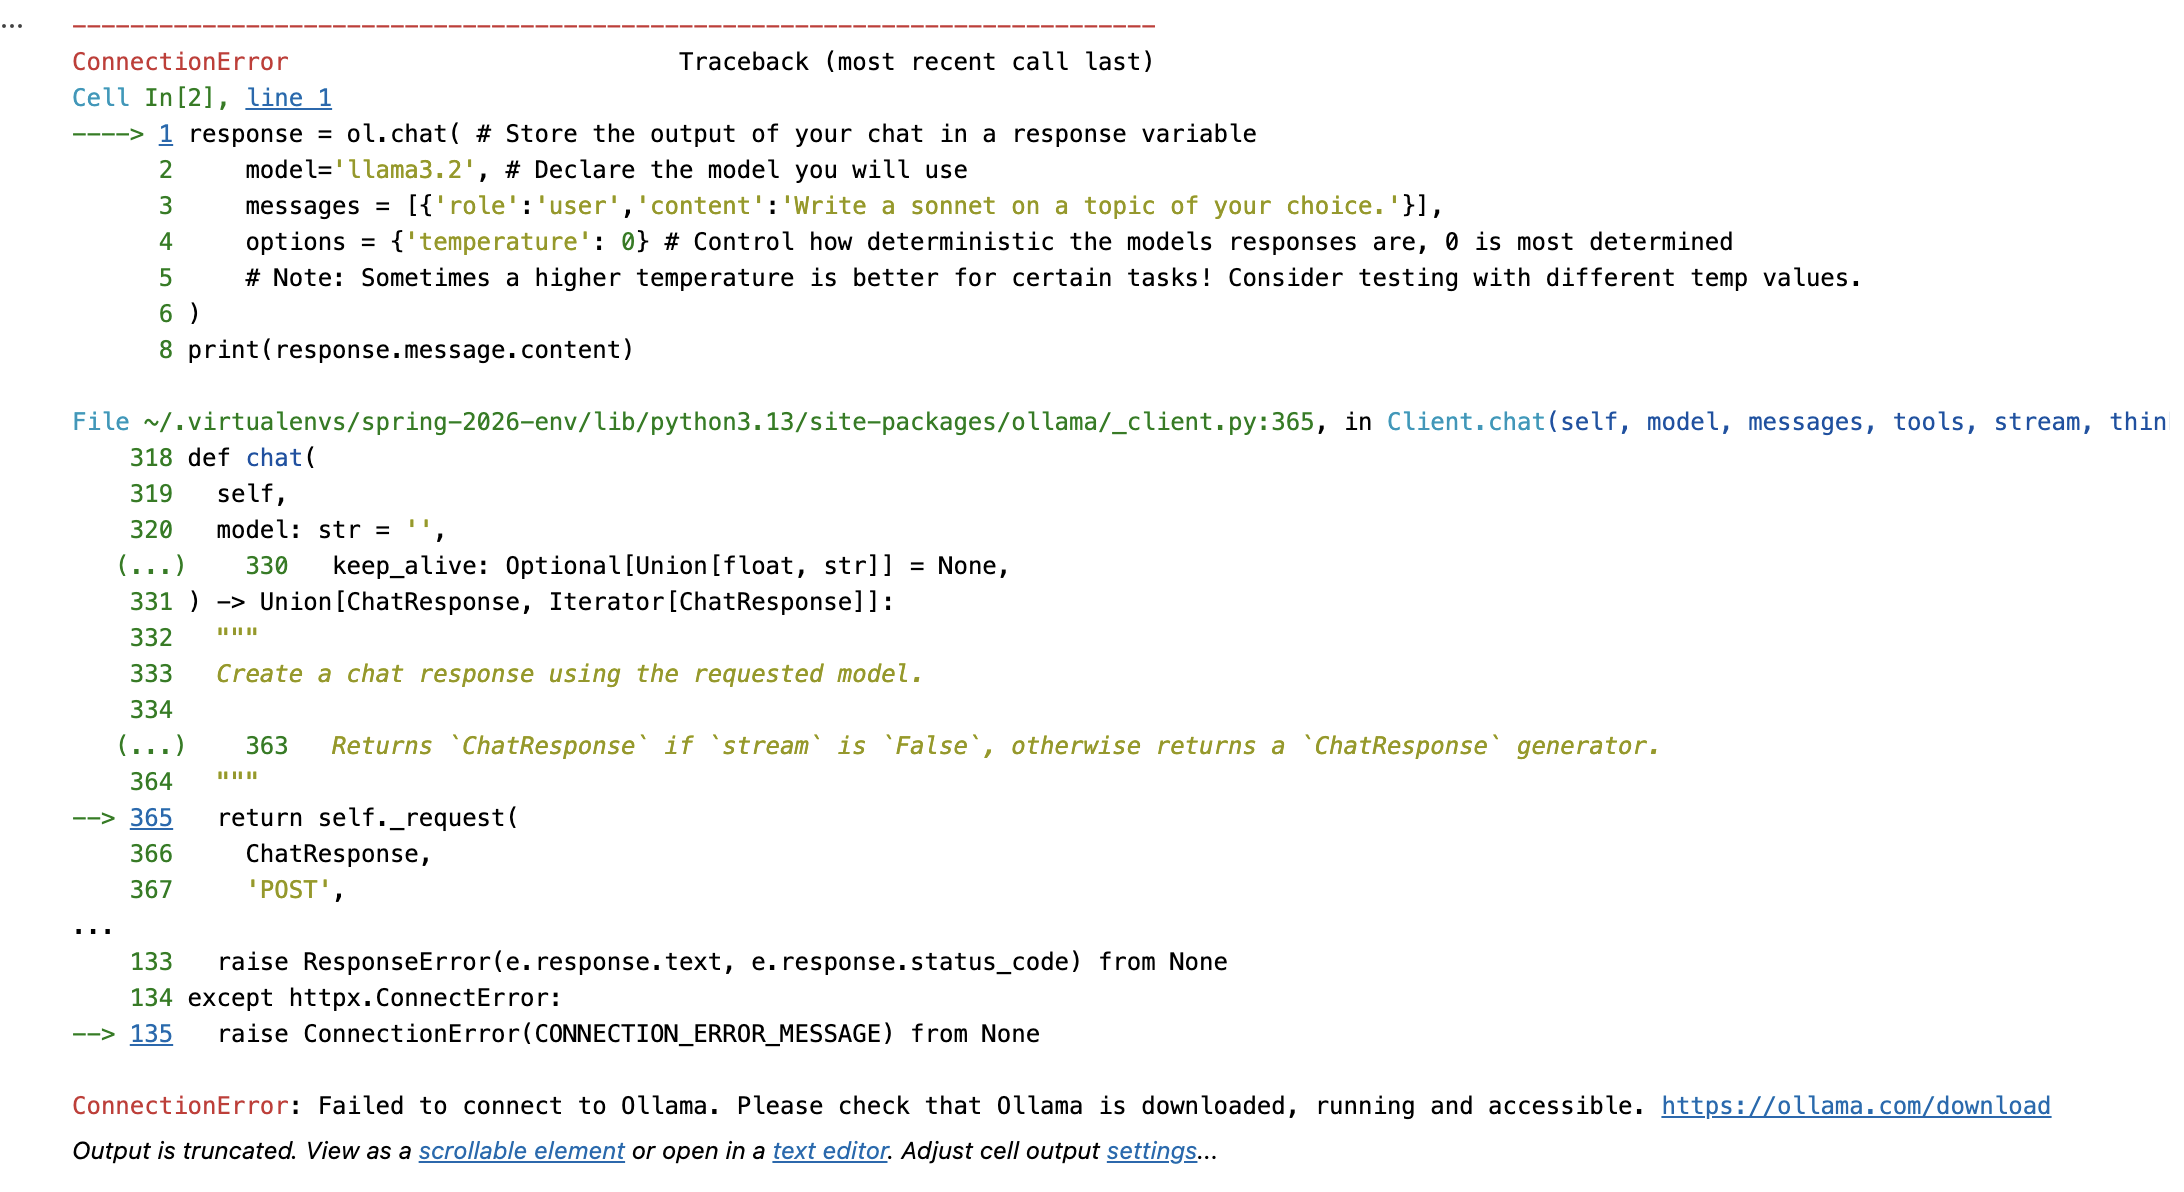 ...
---------------------------------------------------------------------------
ConnectionError                           Traceback (most recent call last)
Cell In[2], line 1
----> 1 response = ol.chat( # Store the output of your chat in a response variable
      2     model='llama3.2', # Declare the model you will use
      3     messages = [{'role':'user','content':'Write a sonnet on a topic of your choice.'}],
      4     options = {'temperature': 0} # Control how deterministic the models responses are, 0 is most determined
      5     # Note: Sometimes a higher temperature is better for certain tasks! Consider testing with different temp values.
      6 )
      8 print(response.message.content)
File ~/.virtualenvs/spring-2026-env/lib/python3.13/site-packages/ollama/_client.py:365, in Client.chat(self, model, messages, tools, stream, thin
    318 def chat(
    319   self,
    320   model: str = '',
   (...)    330   keep_alive: Optional[Union[float, str]] = None,
    331 ) -> Union[ChatResponse, Iterator[ChatResponse]]:
    332   """
    333   Create a chat response using the requested model.
    334
   (...)    363   Returns `ChatResponse` if `stream` is `False`, otherwise returns a `ChatResponse` generator.
    364   """
--> 365   return self._request(
    366     ChatResponse,
    367     'POST',
...
    133   raise ResponseError(e.response.text, e.response.status_code) from None
    134 except httpx.ConnectError:
--> 135   raise ConnectionError(CONNECTION_ERROR_MESSAGE) from None
ConnectionError: Failed to connect to Ollama. Please check that Ollama is downloaded, running and accessible. https://ollama.com/download
Output is truncated. View as a scrollable element or open in a text editor. Adjust cell output settings...